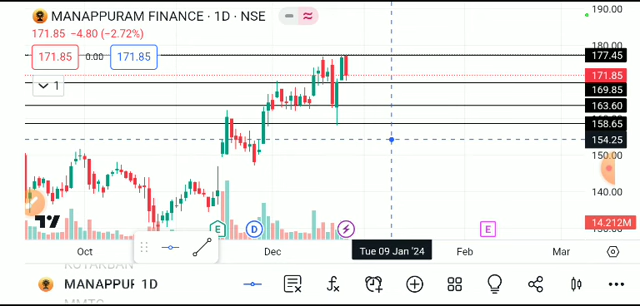 MANAPPURAM FINANCE · 1D · NSE
190.00
171.85 −4.80 (−2.72%)
180.00
171.85
0.00
171.85
177.45
171.85
1
169.85
163.60
158.65
154.25
150.00
140.00
14.212M
E
D
E
Oct
Dec
Tue 09 Jan '24
Feb
Mar
MANAPPUR 1D